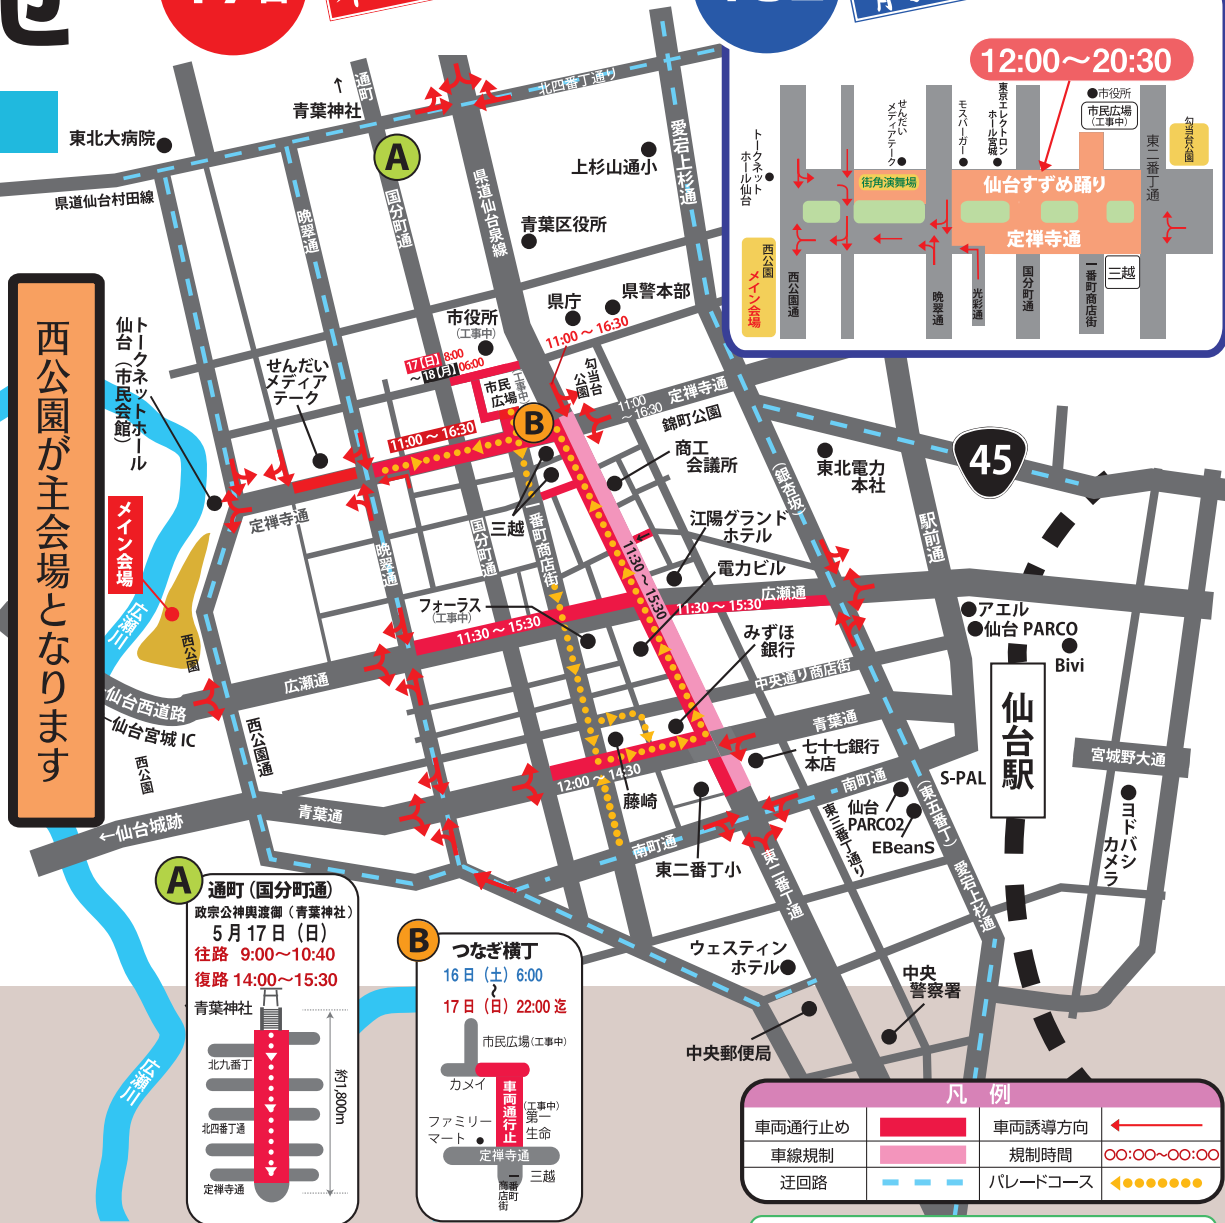 12:00～20:30
●市役所
市民広場
（工事中）
東京エレクトロン
ホール宮城
モスバーガー
せんだい
メディアテーク
トークネット
ホール仙台
東二番丁通
勾当台公園
街角演舞場
仙台すずめ踊り
定禅寺通
西公園
メイン会場
西公園通
晩翠通
光彩通
国分町通
一番町商店街
三越
青葉神社
通町
北四番丁通り
東北大病院
県道仙台村田線
A
上杉山通小
愛宕上杉通
晩翠通
国分町通
県道仙台泉線
青葉区役所
県警本部
県庁
市役所
（工事中）
11:00～16:30
17【日】8:00
～18【月】06:00
市民
広場
工事中
勾当台
公園
定禅寺通
11:00
～16:30
錦町公園
せんだい
メディア
テーク
トークネットホール
仙台（市民会館）
西公園が主会場となります
11:00～16:30
B
商工
会議所
東北電力
本社
45
（銀杏坂）
駅前通
定禅寺通
三越
メイン会場
晩翠通
国分町通
一番町商店街
江陽グランド
ホテル
電力ビル
広瀬通
11:30～15:30
11:30～15:30
フォーラス
（工事中）
11:30～15:30
アエル
仙台 PARCO
Bivi
みずほ
銀行
中央通り商店街
広瀬川
西公園
広瀬通
仙台西道路
仙台宮城 IC
西公園
西公園通
青葉通
仙台駅
七十七銀行
本店
宮城野大通
S-PAL
12:00～14:30
藤崎
南町通
仙台
PARCO2
EBeanS
（東五番丁）
ヨドバシ
カメラ
青葉通
←仙台城跡
南町通
東二番丁小
東三番丁通り
愛宕上杉通
東二番丁通
A
通町（国分町通）
政宗公神輿渡御（青葉神社）
5月17日（日）
往路 9:00～10:40
復路 14:00～15:30
青葉神社
北九番丁
北四番丁通
定禅寺通
約1,800m
B
つなぎ横丁
16日（土）6:00
～
17日（日）22:00 迄
市民広場（工事中）
カメイ
車両通行止
（工事中）
第一
生命
ファミリー
マート
定禅寺通
三越
一番町
商店街
ウェスティン
ホテル
中央
警察署
中央郵便局
広瀬川
凡例
車両通行止め
車両誘導方向
車線規制
規制時間
○○:○○～○○:○○
迂回路
パレードコース